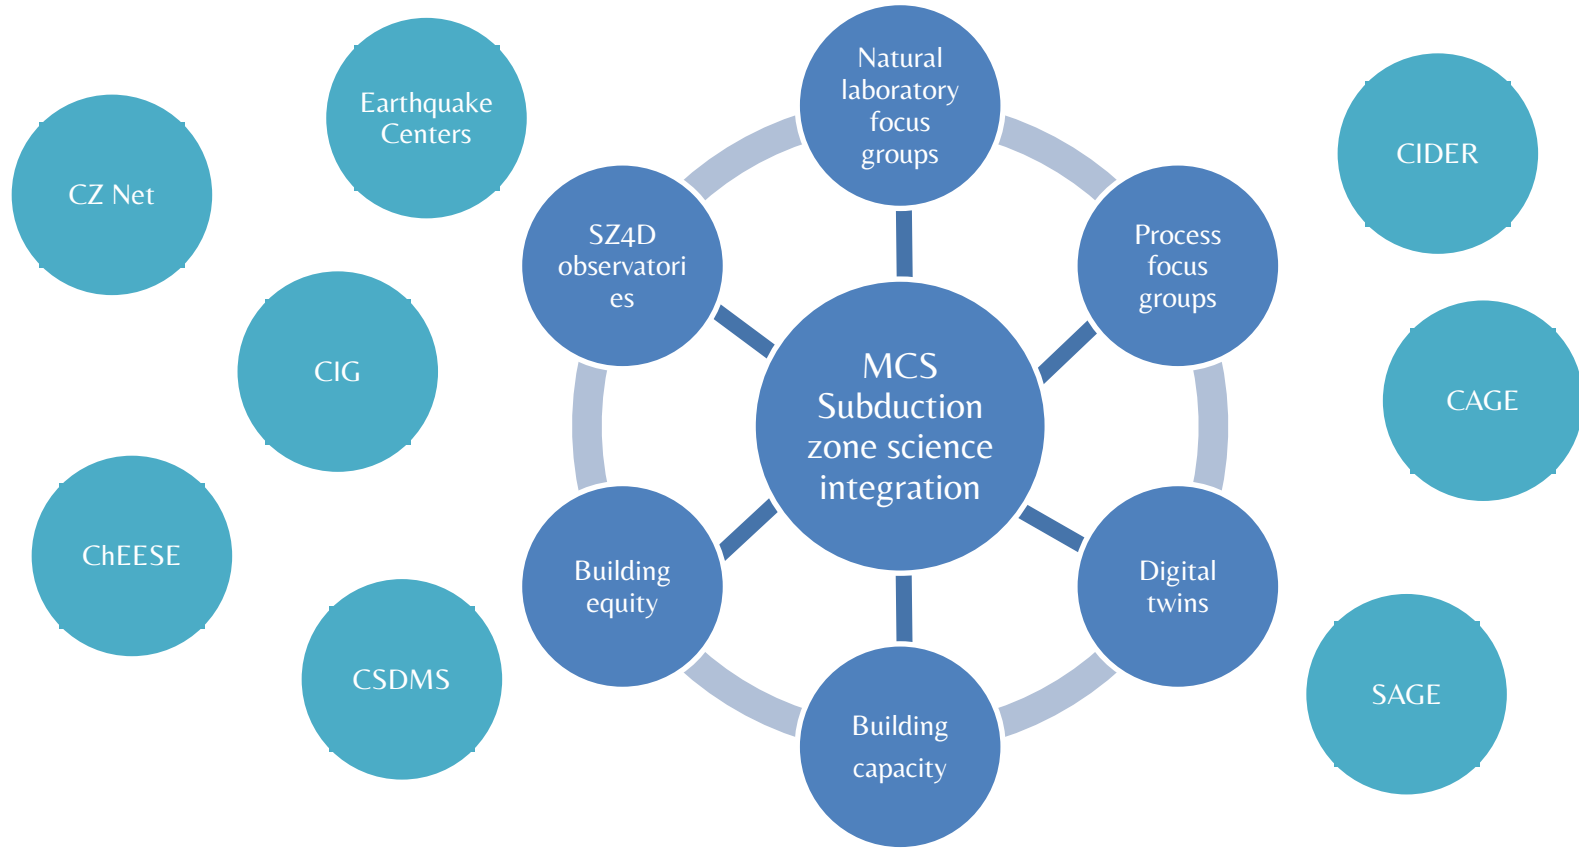 Natural
laboratory
focus
groups
Earthquake
Centers
CIDER
CZ Net
SZ4D
observatori
es
Process
focus
groups
CIG
MCS
Subduction
zone science
integration
CAGE
ChEESE
Building
equity
Digital
twins
CSDMS
SAGE
Building
capacity